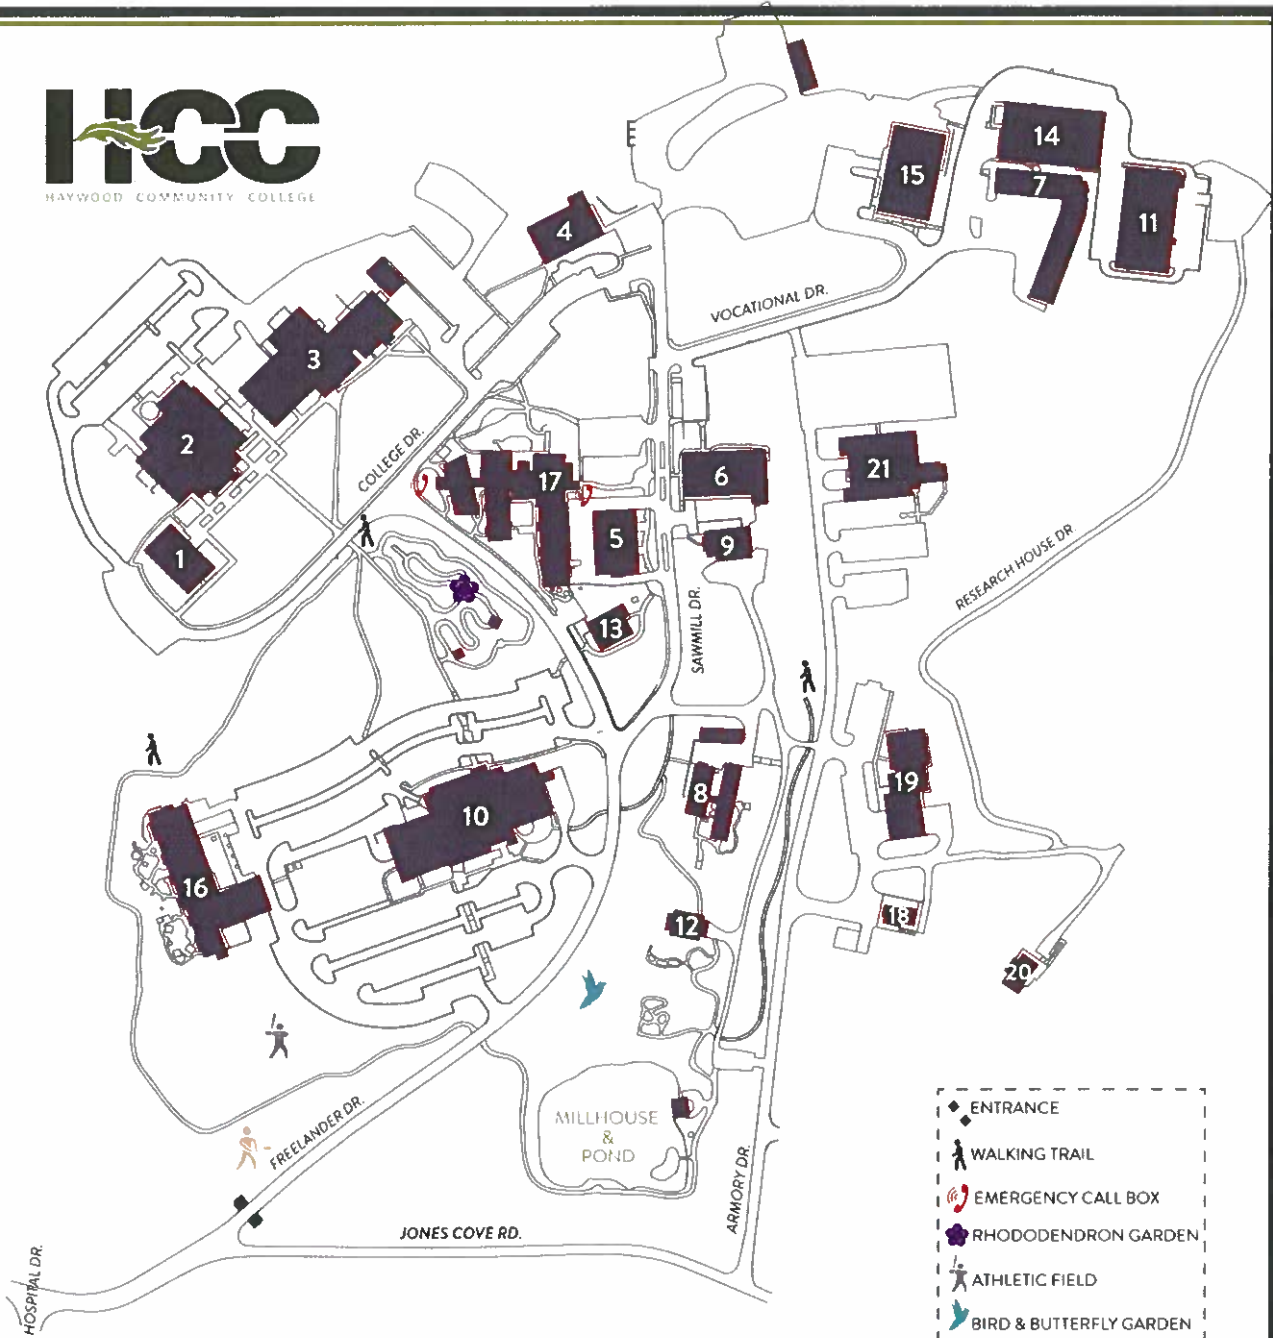 HCC
HAYWOOD COMMUNITY COLLEGE
E
14
15
7
11
4
VOCATIONAL DR.
3
2
COLLEGE DR.
17
6
21
5
9
1
RESEARCH HOUSE DR.
13
SAWMILL DR.
19
8
10
16
12
18
20
MILLHOUSE
&
POND
FREELANDER DR.
ARMORY DR.
JONES COVE RD.
HOSPITAL DR.
ENTRANCE
WALKING TRAIL
EMERGENCY CALL BOX
RHODODENDRON GARDEN
ATHLETIC FIELD
BIRD & BUTTERFLY GARDEN